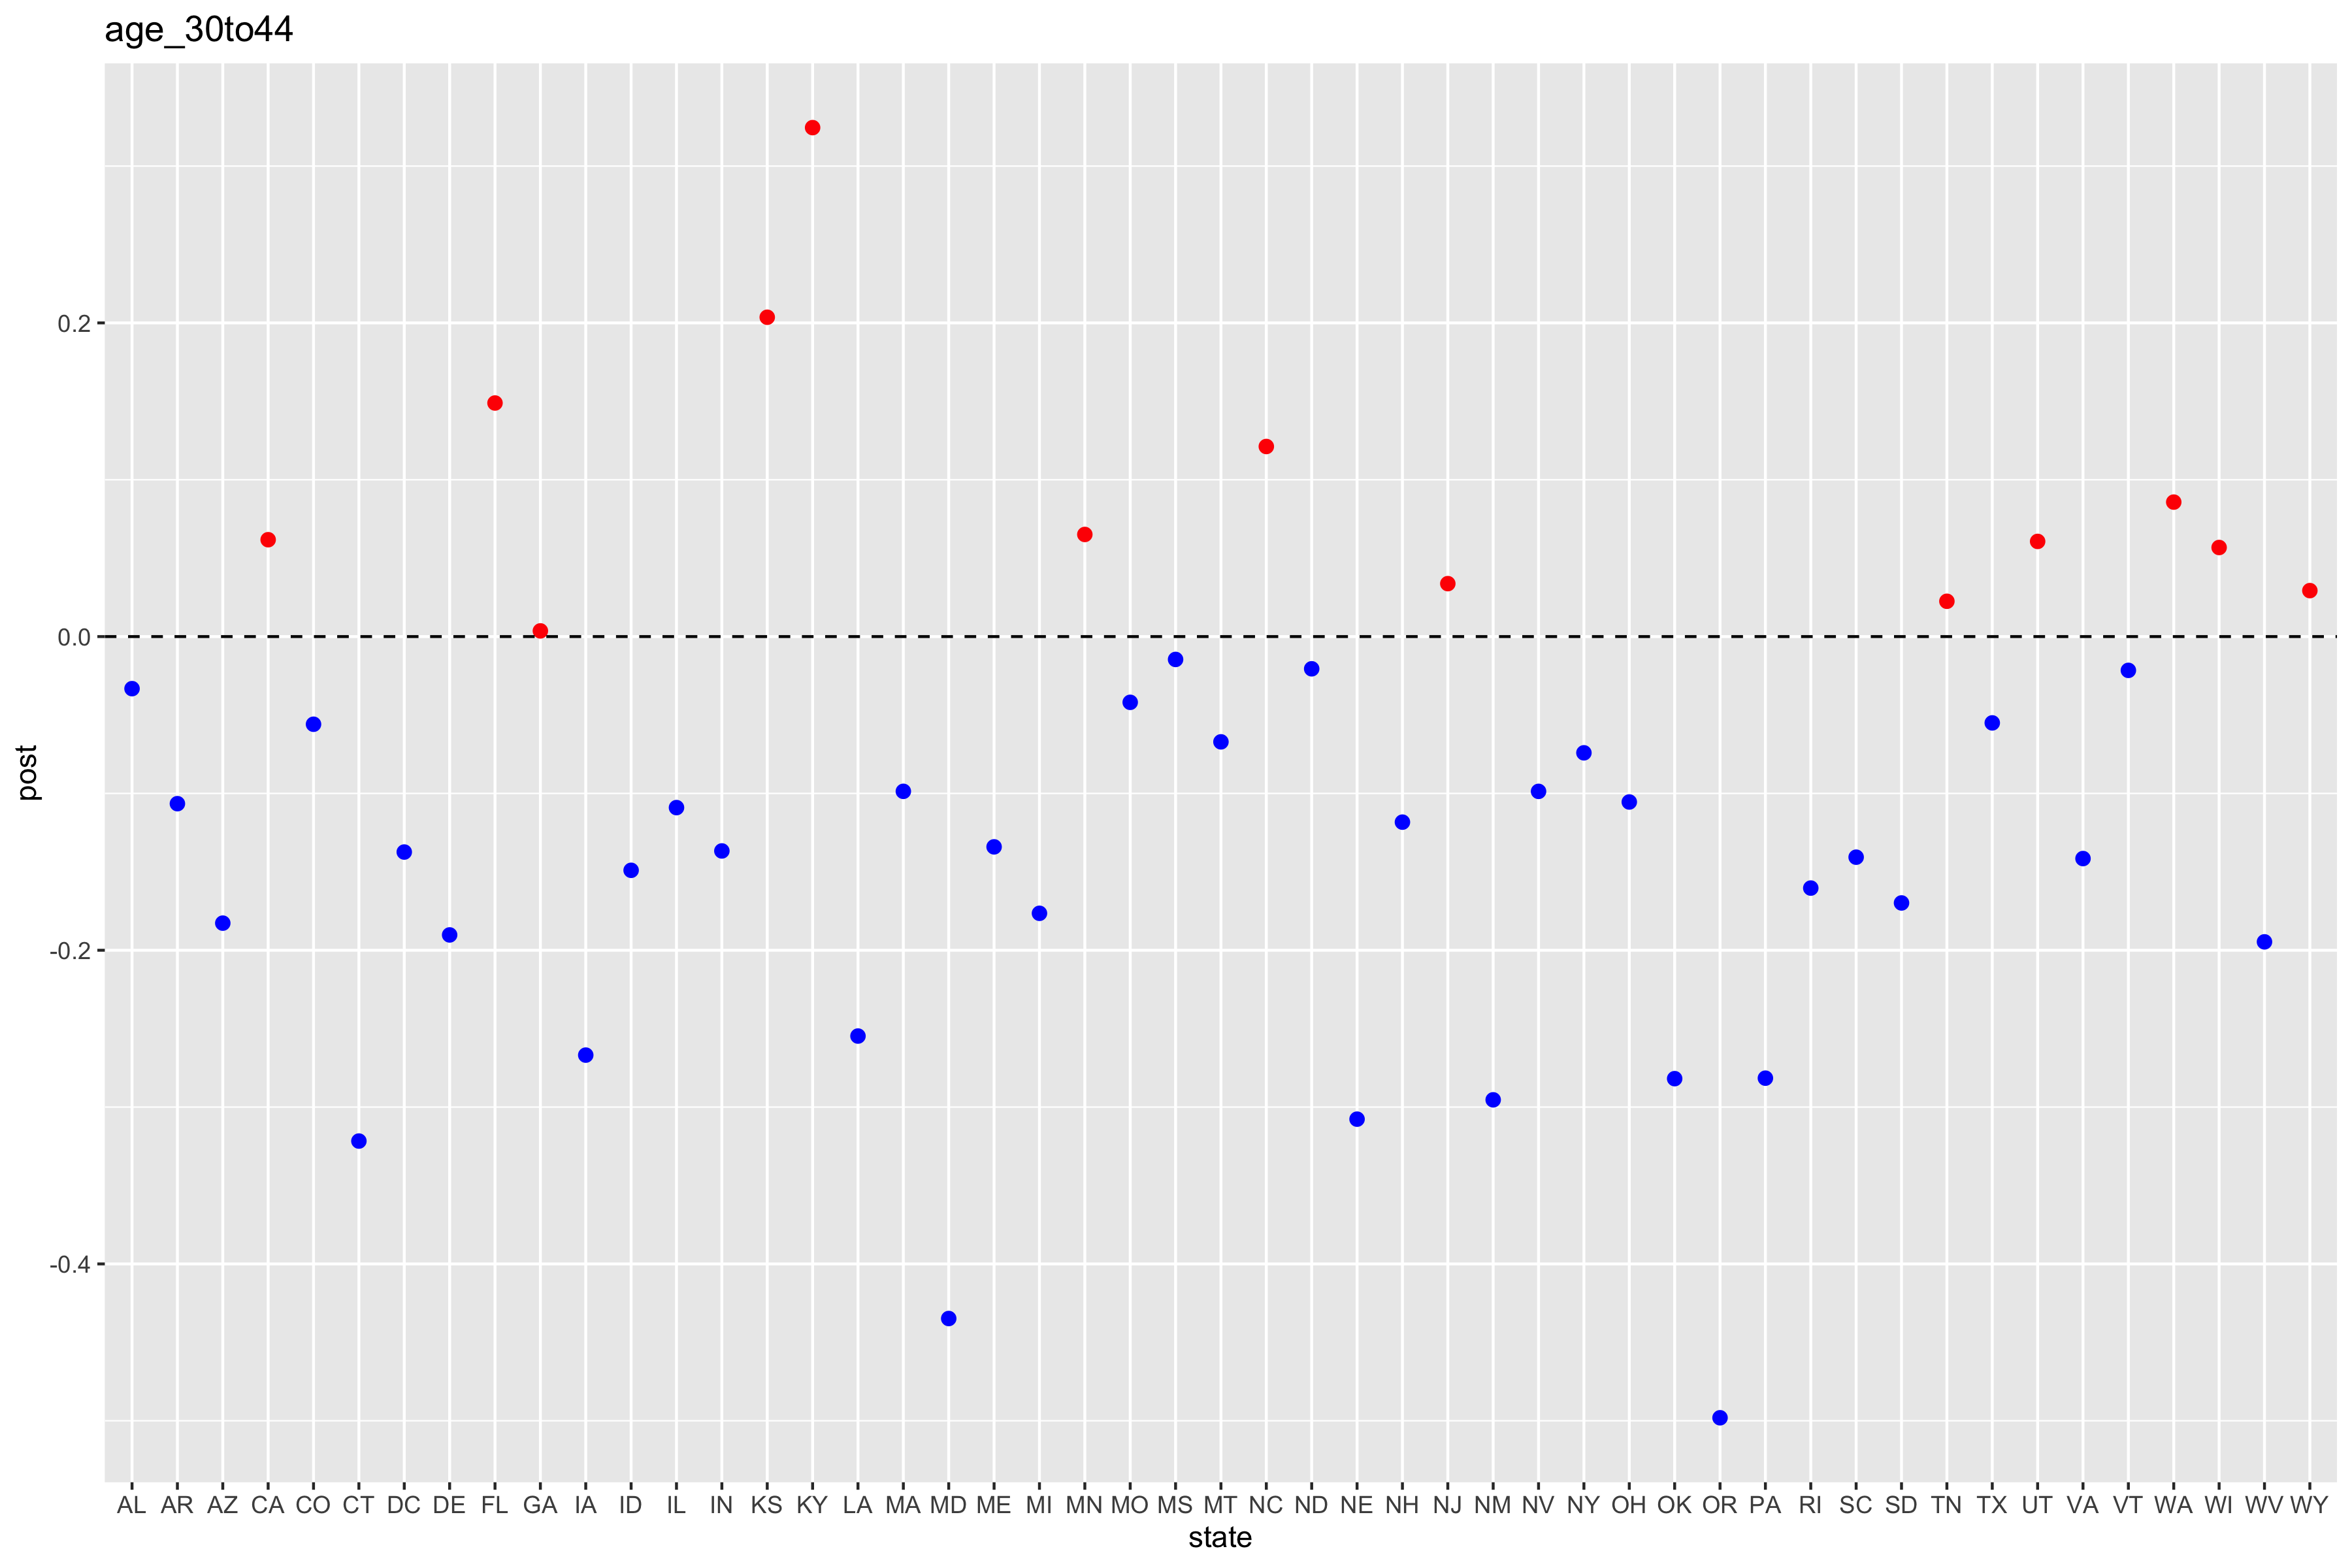 age_30to44
post
0.2
0.0
-0.2
-0.4
AL AR AZ CA CO CT DC DE FL GA IA ID IL IN KS KY LA MA MD ME MI MN MO MS MT NC ND NE NH NJ NM NV NY OH OK OR PA RI SC SD TN TX UT VA VT WA WI WV WY
state